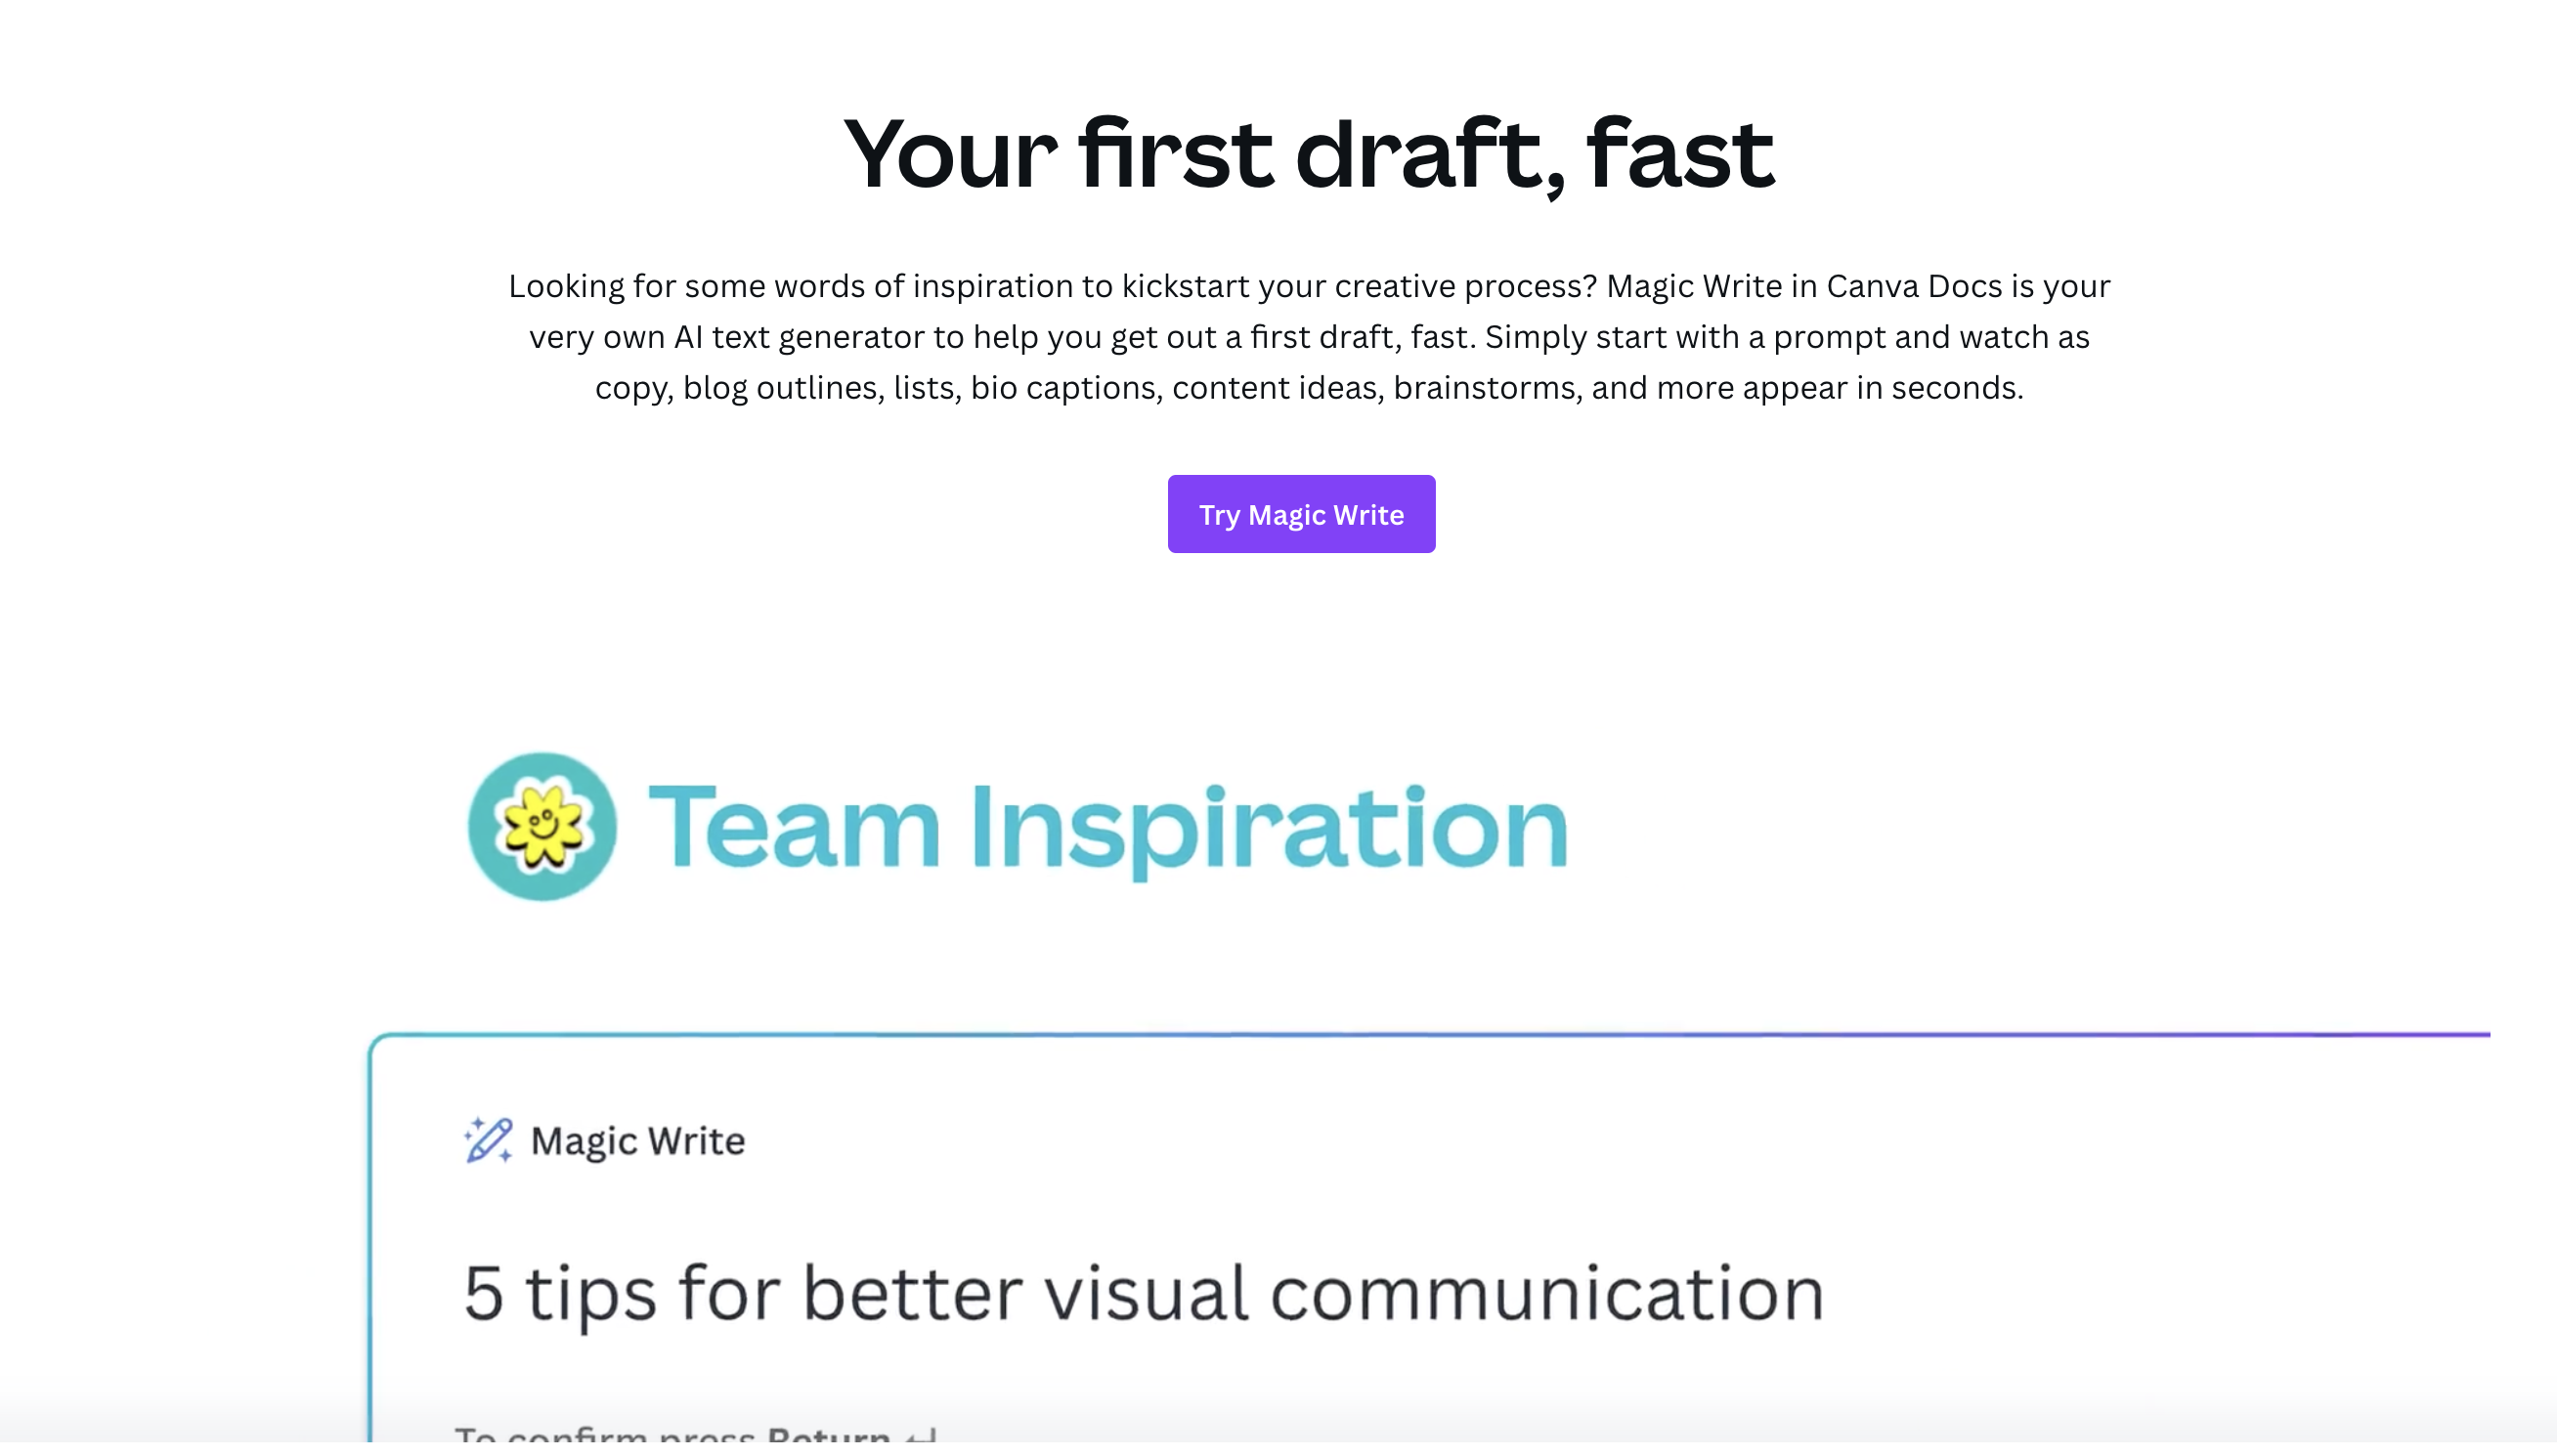 Your first draft, fast
Looking for some words of inspiration to kickstart your creative process? Magic Write in Canva Docs is your
very own AI text generator to help you get out a first draft, fast. Simply start with a prompt and watch as
copy, blog outlines, lists, bio captions, content ideas, brainstorms, and more appear in seconds.
Try Magic Write
Team Inspiration
Magic Write
5 tips for better visual communication
To confirm press Return ↵